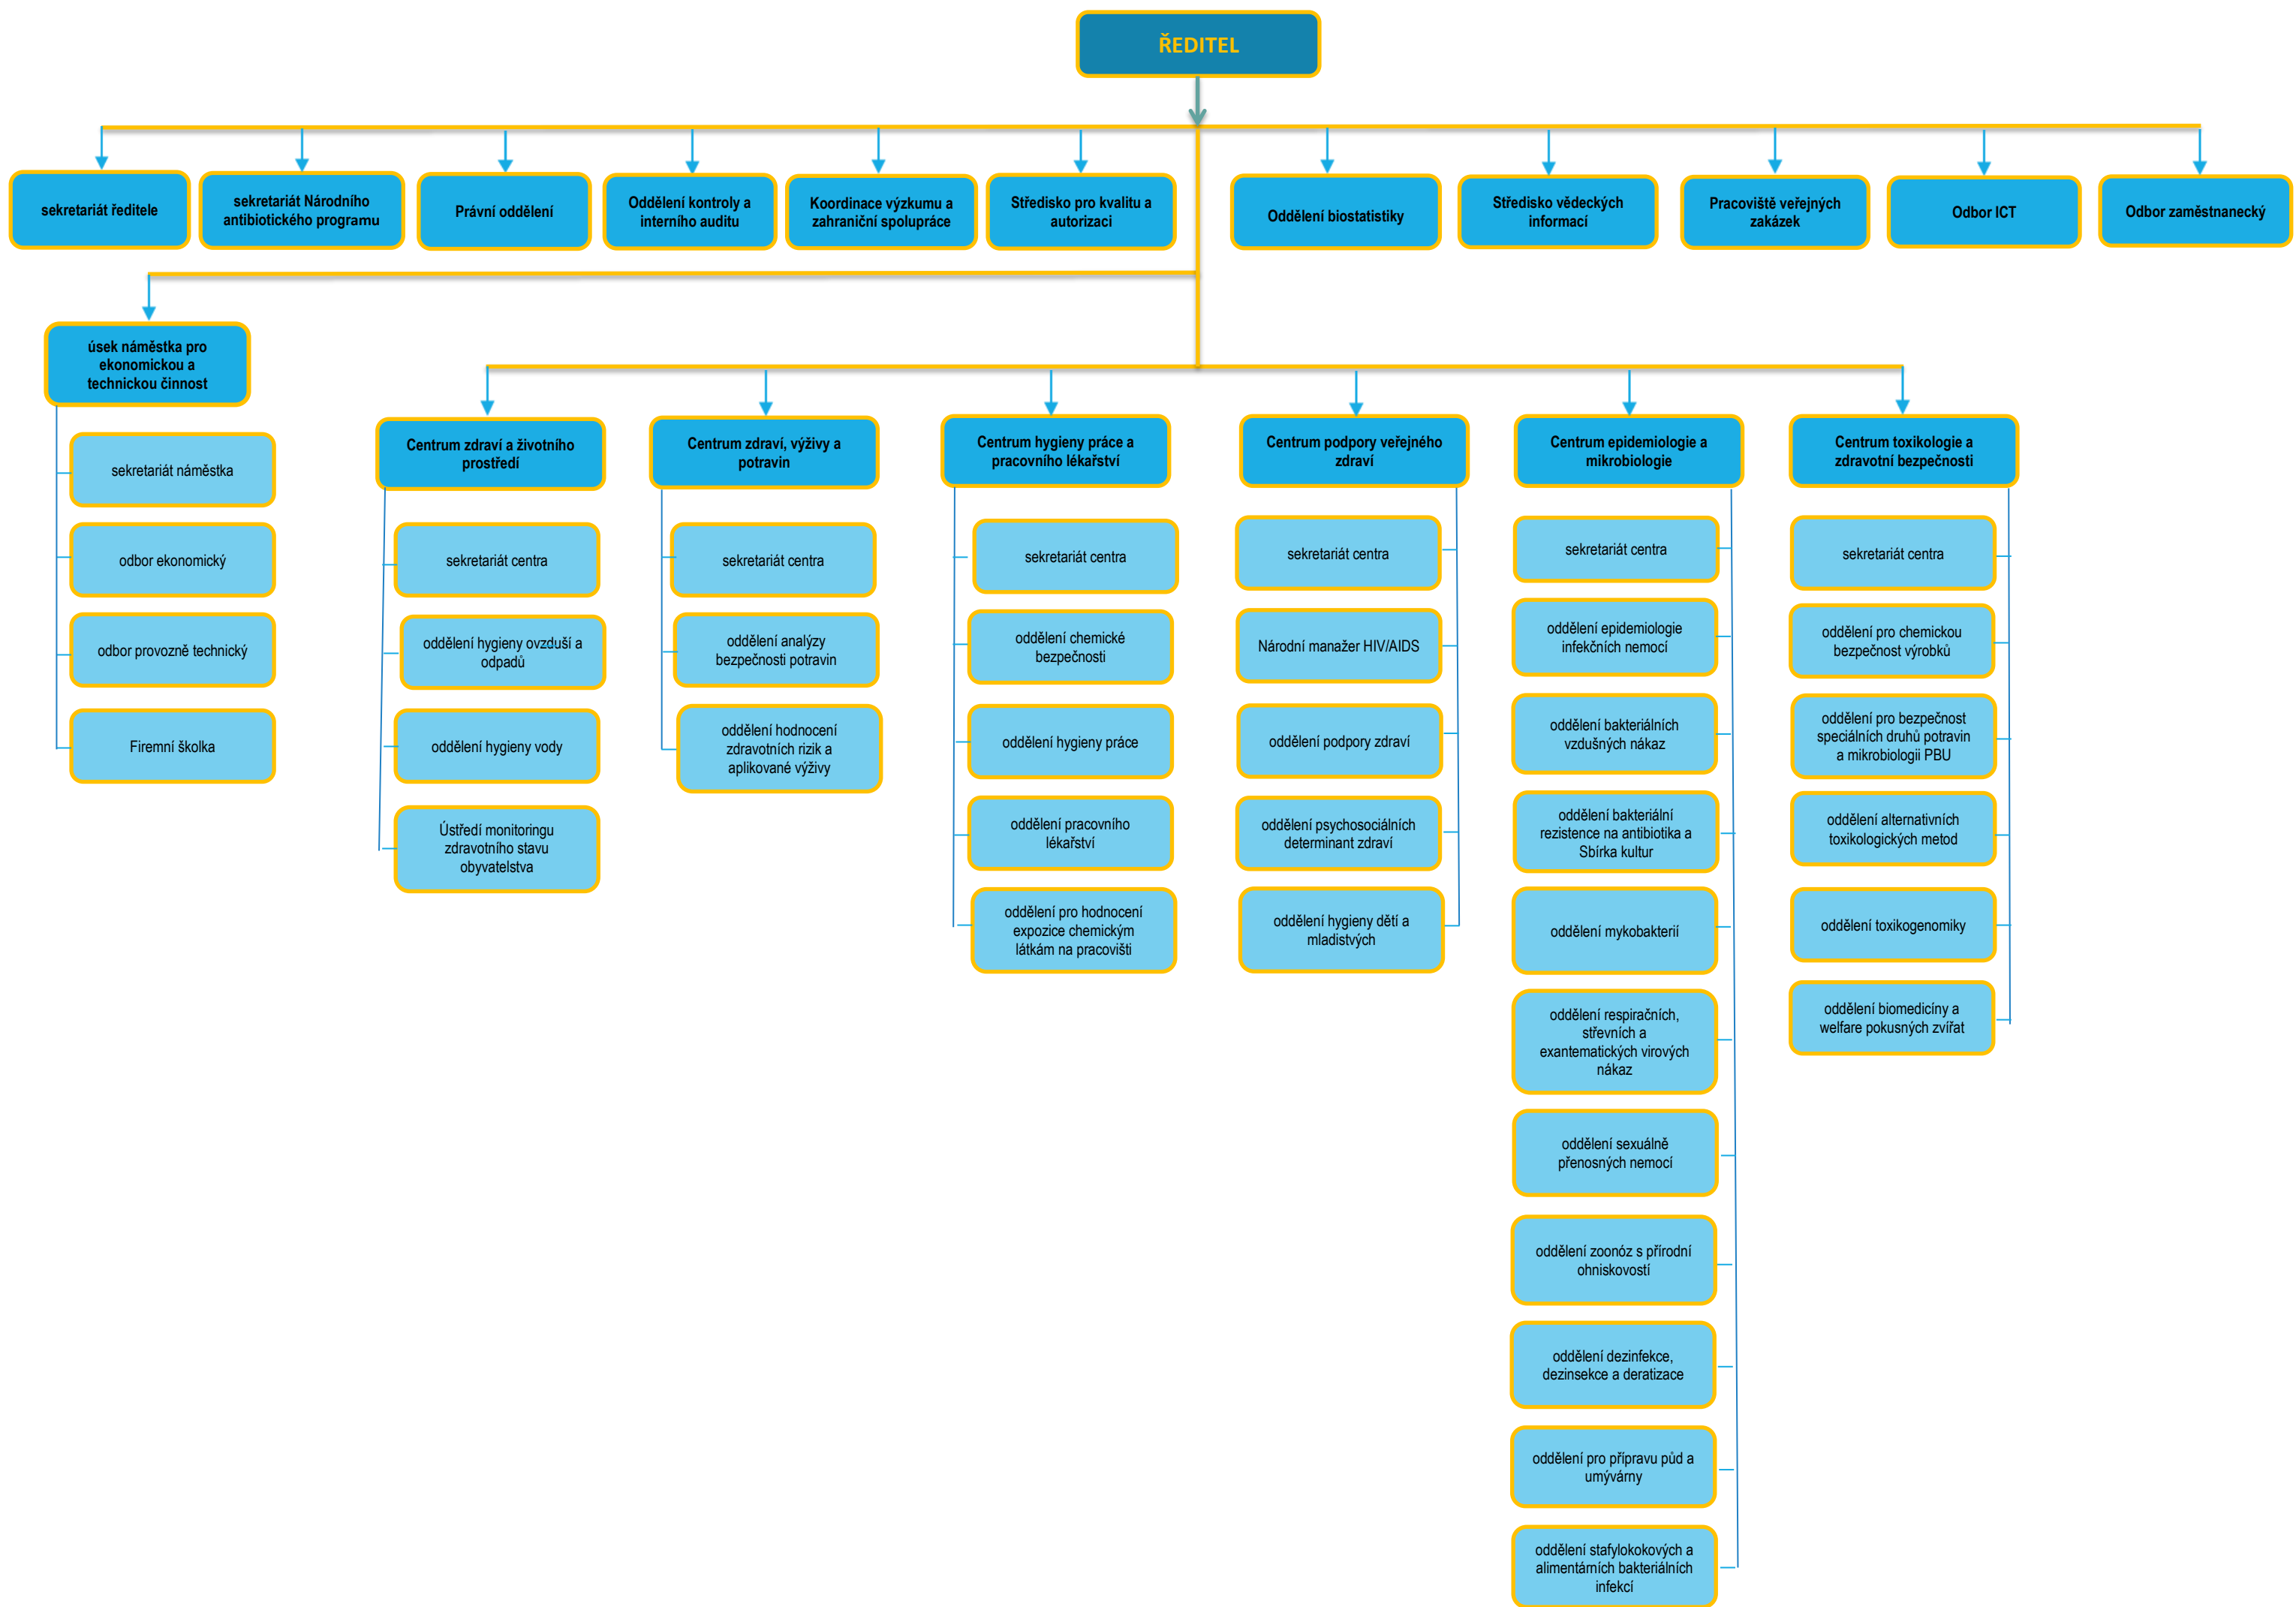 ŘEDITEL
sekretariát ředitele
sekretariát Národního
antibiotického programu
Právní oddělení
Oddělení kontroly a
interního auditu
Koordinace výzkumu a
zahraniční spolupráce
Středisko pro kvalitu a
autorizaci
Oddělení biostatistiky
Středisko vědeckých
informací
Pracoviště veřejných
zakázek
Odbor ICT
Odbor zaměstnanecký
úsek náměstka pro
ekonomickou a
technickou činnost
sekretariát náměstka
odbor ekonomický
odbor provozně technický
Firemní školka
Centrum zdraví a životního
prostředí
sekretariát centra
oddělení hygieny ovzduší a
odpadů
oddělení hygieny vody
Ústředí monitoringu
zdravotního stavu
obyvatelstva
Centrum zdraví, výživy a
potravin
sekretariát centra
oddělení analýzy
bezpečnosti potravin
oddělení hodnocení
zdravotních rizik a
aplikované výživy
Centrum hygieny práce a
pracovního lékařství
sekretariát centra
oddělení chemické
bezpečnosti
oddělení hygieny práce
oddělení pracovního
lékařství
oddělení pro hodnocení
expozice chemickým
látkám na pracovišti
Centrum podpory veřejného
zdraví
sekretariát centra
Národní manažer HIV/AIDS
oddělení podpory zdraví
oddělení psychosociálních
determinant zdraví
oddělení hygieny dětí a
mladistvých
Centrum epidemiologie a
mikrobiologie
sekretariát centra
oddělení epidemiologie
infekčních nemocí
oddělení bakteriálních
vzdušných nákaz
oddělení bakteriální
rezistence na antibiotika a
Sbírka kultur
oddělení mykobakterií
oddělení respiračních,
střevních a
exantematických virových
nákaz
oddělení sexuálně
přenosných nemocí
oddělení zoonóz s přírodní
ohniskovostí
oddělení dezinfekce,
dezinsekce a deratizace
oddělení pro přípravu půd a
umývárny
oddělení stafylokokových a
alimentárních bakteriálních
infekcí
Centrum toxikologie a
zdravotní bezpečnosti
sekretariát centra
oddělení pro chemickou
bezpečnost výrobků
oddělení pro bezpečnost
speciálních druhů potravin
a mikrobiologii PBU
oddělení alternativních
toxikologických metod
oddělení toxikogenomiky
oddělení biomedicíny a
welfare pokusných zvířat